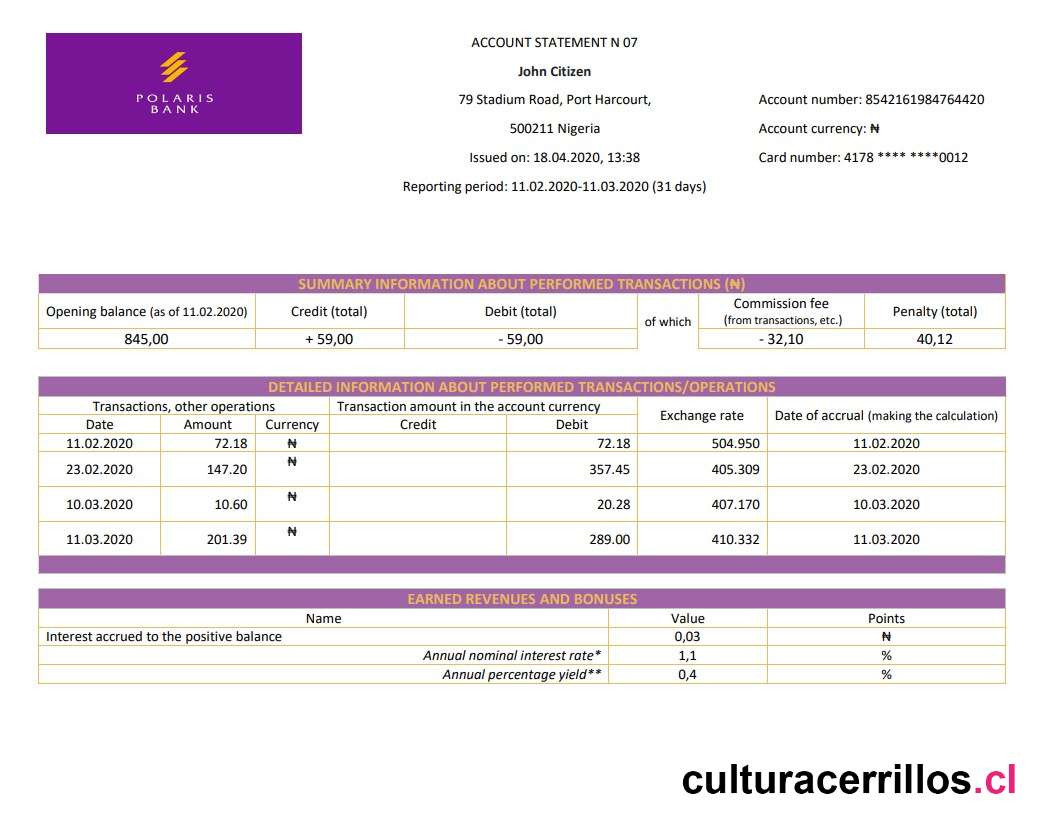 POLARIS
BANK
ACCOUNT STATEMENT N 07
John Citizen
79 Stadium Road, Port Harcourt,
500211 Nigeria
Issued on: 18.04.2020, 13:38
Reporting period: 11.02.2020-11.03.2020 (31 days)
Account number: 8542161984764420
Account currency: ₦
Card number: 4178 **** ****0012
SUMMARY INFORMATION ABOUT PERFORMED TRANSACTIONS (₦)
Opening balance (as of 11.02.2020) Credit (total) Debit (total) of which Commission fee (from transactions, etc.) Penalty (total)
845,00 + 59,00 - 59,00 - 32,10 40,12
DETAILED INFORMATION ABOUT PERFORMED TRANSACTIONS/OPERATIONS
Transactions, other operations Transaction amount in the account currency Exchange rate Date of accrual (making the calculation)
Date Amount Currency Credit Debit
11.02.2020 72.18 ₦ 72.18 504.950 11.02.2020
23.02.2020 147.20 ₦ 357.45 405.309 23.02.2020
10.03.2020 10.60 ₦ 20.28 407.170 10.03.2020
11.03.2020 201.39 ₦ 289.00 410.332 11.03.2020
EARNED REVENUES AND BONUSES
Name Value Points
Interest accrued to the positive balance 0,03 ₦
Annual nominal interest rate* 1,1 %
Annual percentage yield** 0,4 %
culturacerrillos.cl